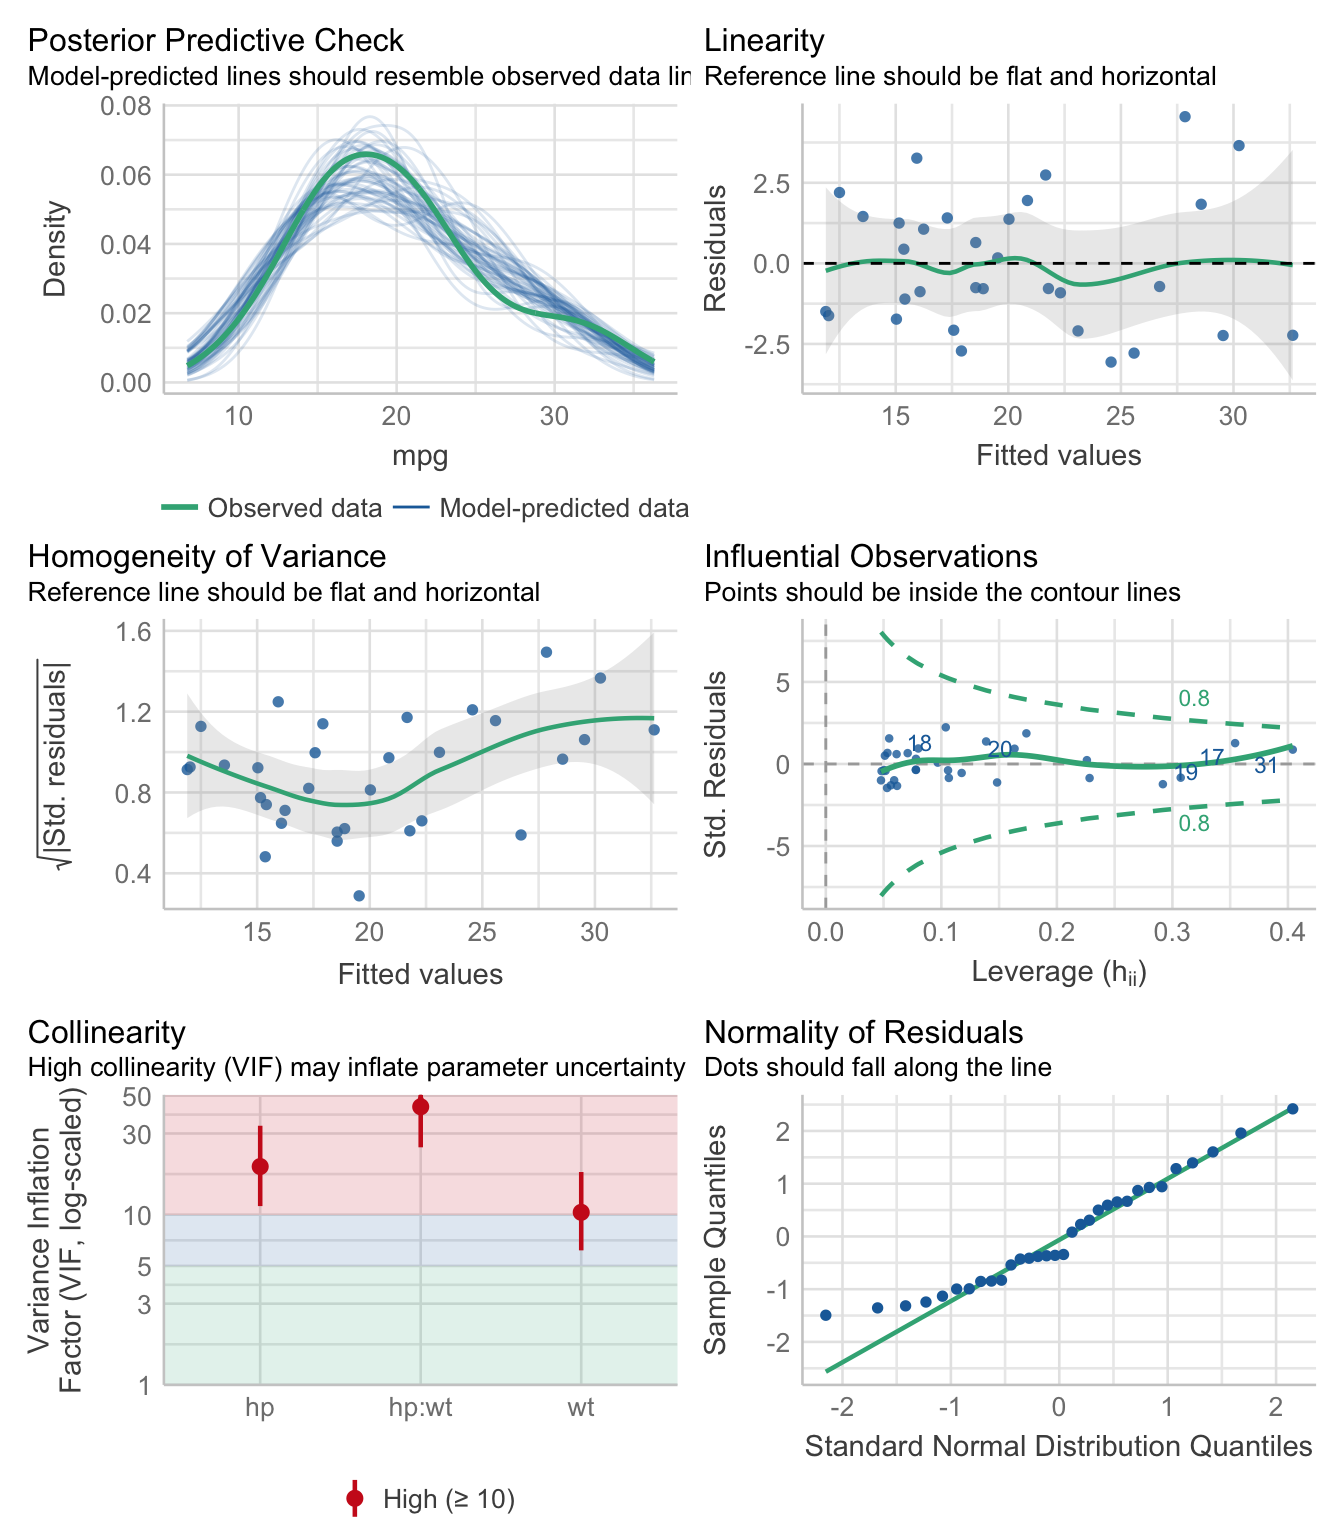 Posterior Predictive Check
Model-predicted lines should resemble observed data lin
0.08
0.06
0.04
0.02
0.00
Density
10 20 30
mpg
Observed data Model-predicted data
Linearity
Reference line should be flat and horizontal
2.5
0.0
-2.5
Residuals
15 20 25 30
Fitted values
Homogeneity of Variance
Reference line should be flat and horizontal
1.6
1.2
0.8
0.4
√|Std. residuals|
15 20 25 30
Fitted values
Influential Observations
Points should be inside the contour lines
5
0
-5
Std. Residuals
0.8
18 20 17
19 31
0.8
0.0 0.1 0.2 0.3 0.4
Leverage (hii)
Collinearity
High collinearity (VIF) may inflate parameter uncertainty
50
30
10
5
3
1
Variance Inflation
Factor (VIF, log-scaled)
hp hp:wt wt
High (≥ 10)
Normality of Residuals
Dots should fall along the line
2
1
0
-1
-2
Sample Quantiles
-2 -1 0 1 2
Standard Normal Distribution Quantiles